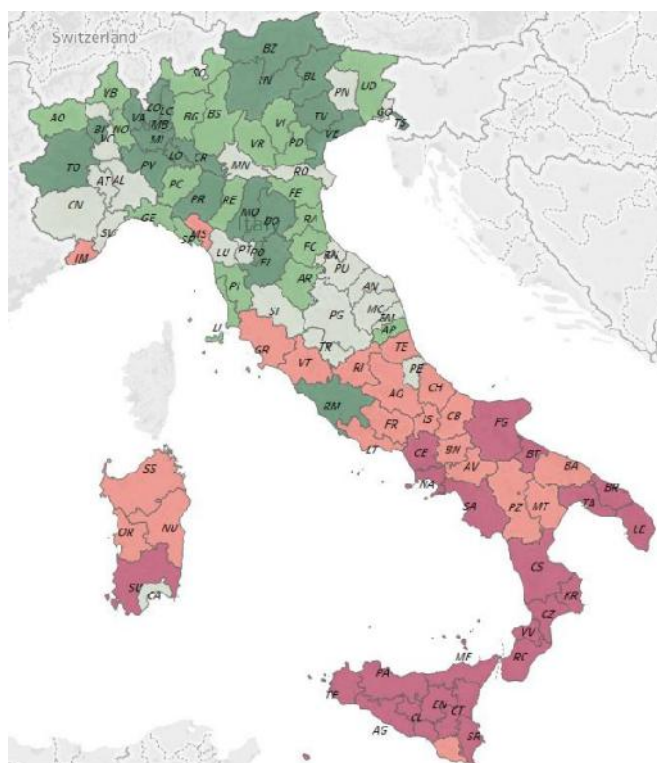 Switzerland
BZ
VB
SO
TN
BL
PN
UD
AO
VA
CO
LC
BG
BS
TV
GO
BI
NO
MB
MI
VI
VE
TS
VC
VR
PD
TO
PV
LO
CR
MN
RO
AT
AL
PC
CN
PR
RE
MO
FE
BO
Italy
GE
SV
SP
MS
RA
IM
LU
PT
PO
FC
RN
FI
PU
PI
AR
AN
MC
SI
PG
FM
LI
AP
TR
TE
GR
VT
RI
PE
AQ
CH
RM
FR
IS
CB
FG
LT
CE
BN
BT
AV
BA
NA
SS
SA
PZ
MT
TA
BR
LE
OR
NU
SU
CA
CS
KR
CZ
VV
ME
RC
PA
TP
EN
CT
AG
CL
SR